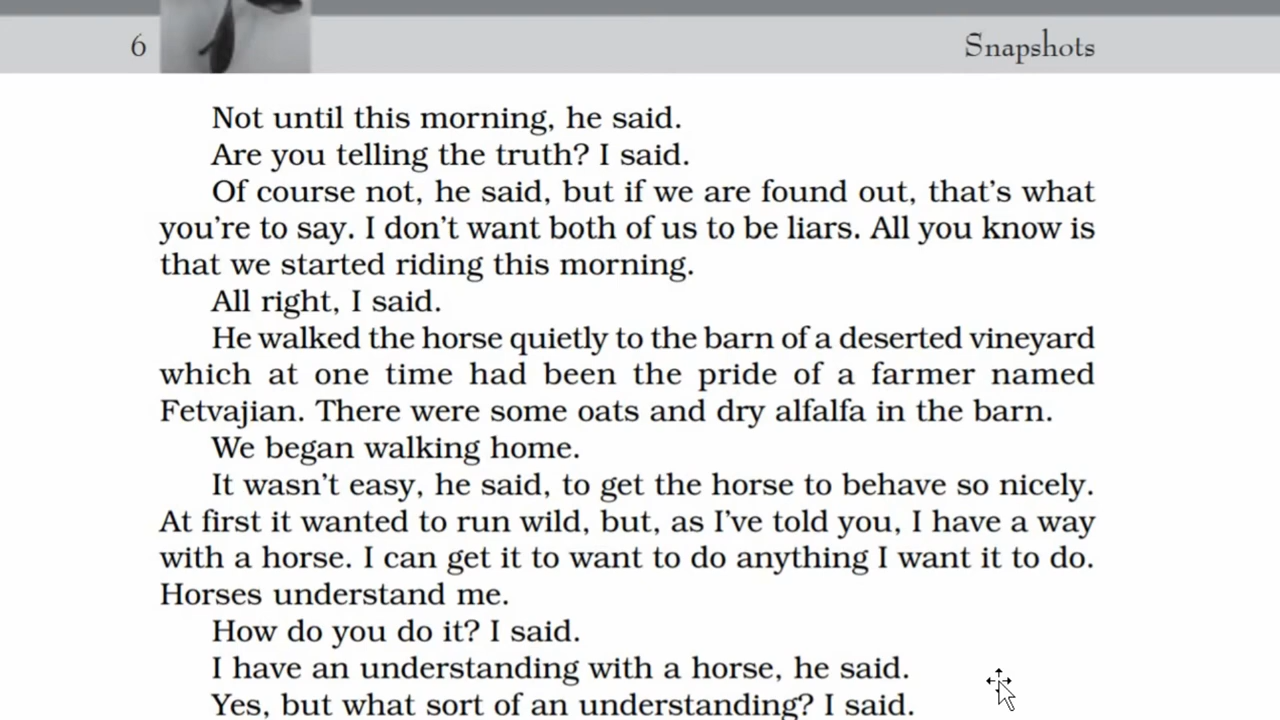 6
Snapshots
Not until this morning, he said.
Are you telling the truth? I said.
Of course not, he said, but if we are found out, that's what
you're to say. I don't want both of us to be liars. All you know is
that we started riding this morning.
All right, I said.
He walked the horse quietly to the barn of a deserted vineyard
which at one time had been the pride of a farmer named
Fetvajian. There were some oats and dry alfalfa in the barn.
We began walking home.
It wasn't easy, he said, to get the horse to behave so nicely.
At first it wanted to run wild, but, as I've told you, I have a way
with a horse. I can get it to want to do anything I want it to do.
Horses understand me.
How do you do it? I said.
I have an understanding with a horse, he said.
Yes, but what sort of an understanding? I said.